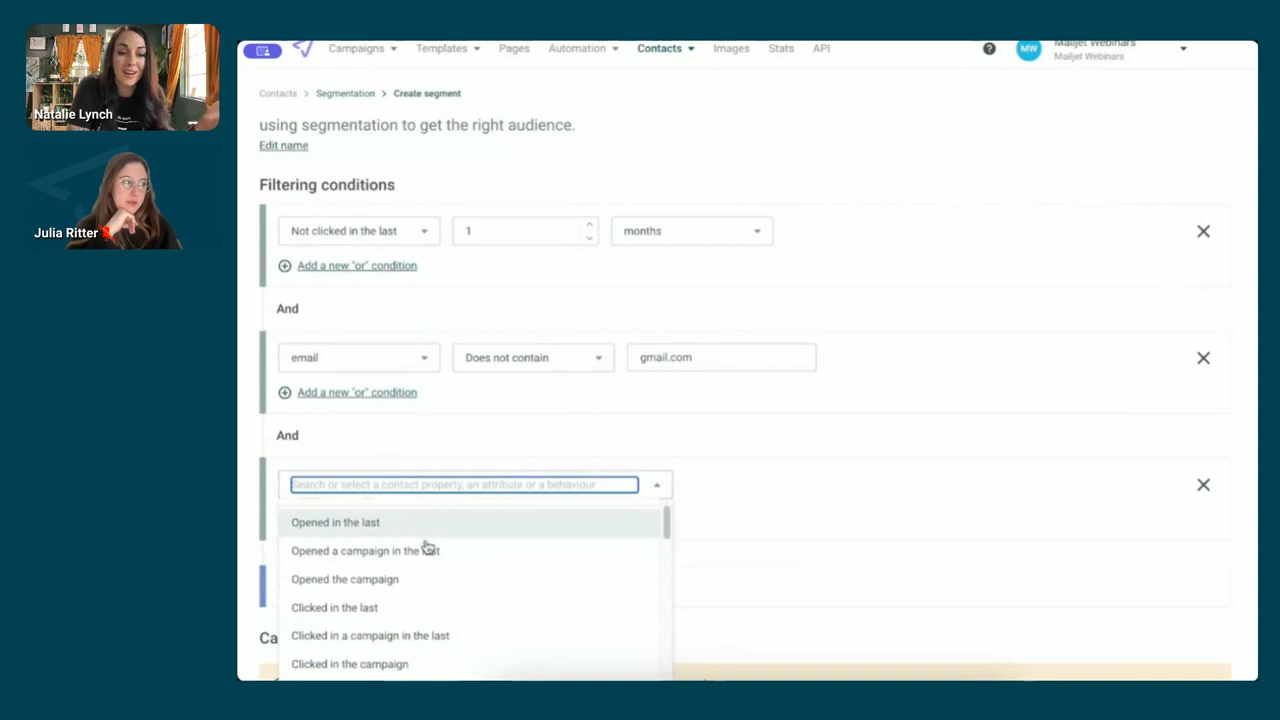 Natalie Lynch
Julia Ritter
Campaigns
Templates
Pages
Automation
Contacts
Images
Stats
API
?
MW
Mailjet Webinars
Mailjet Webinars
Contacts > Segmentation > Create segment
using segmentation to get the right audience.
Edit name
Filtering conditions
Not clicked in the last
1
months
Add a new "or" condition
And
email
Does not contain
gmail.com
Add a new "or" condition
And
Search or select a contact property, an attribute or a behaviour
Opened in the last
Opened a campaign in the last
Opened the campaign
Clicked in the last
Clicked in a campaign in the last
Clicked in the campaign
Ca